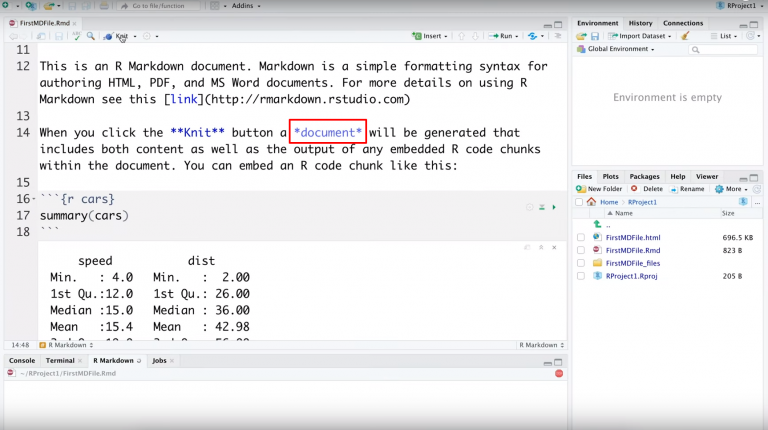 Go to file/function
Addins
RProject1
FirstMDFile.Rmd
Knit
Insert
Run
11
12 This is an R Markdown document. Markdown is a simple formatting syntax for
authoring HTML, PDF, and MS Word documents. For more details on using R
Markdown see this [link](http://rmarkdown.rstudio.com)
13
14 When you click the **Knit** button a *document* will be generated that
includes both content as well as the output of any embedded R code chunks
within the document. You can embed an R code chunk like this:
15
16 ```{r cars}
17 summary(cars)
18 ```
speed dist
Min. : 4.0 Min. : 2.00
1st Qu.:12.0 1st Qu.: 26.00
Median :15.0 Median : 36.00
Mean :15.4 Mean : 42.98
14:48 R Markdown R Markdown
Console Terminal R Markdown Jobs
~/RProject1/FirstMDFile.Rmd
Environment History Connections
Import Dataset List
Global Environment
Environment is empty
Files Plots Packages Help Viewer
New Folder Delete Rename More
Home RProject1 ...
Name Size
..
FirstMDFile.html 696.5 KB
FirstMDFile.Rmd 823 B
FirstMDFile_files
RProject1.Rproj 205 B